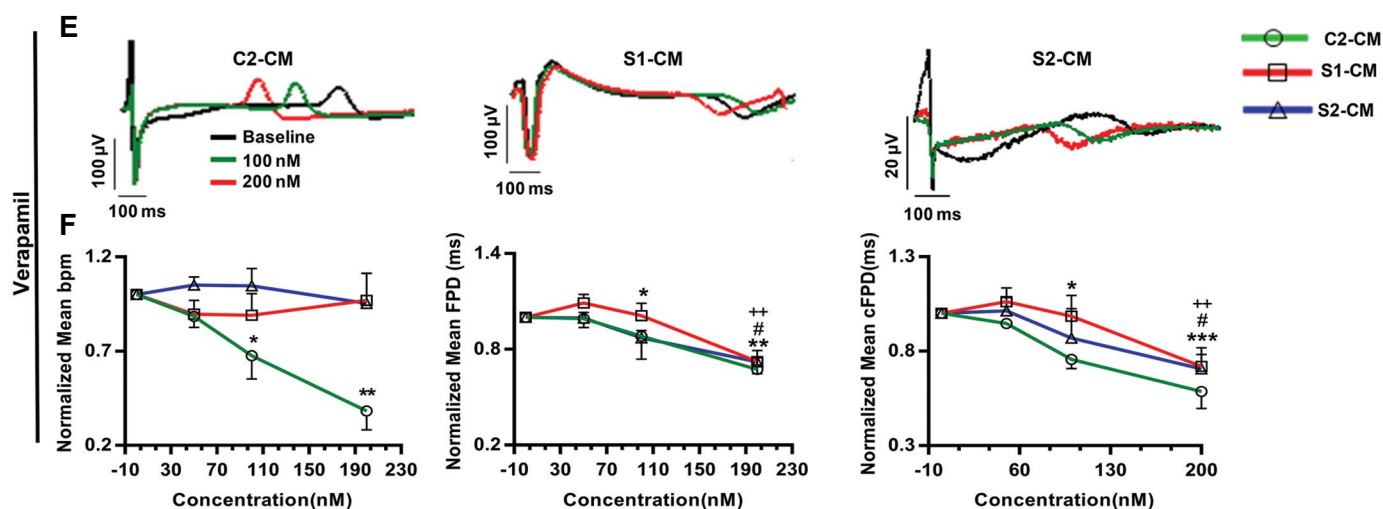 E
C2-CM
S1-CM
S2-CM
C2-CM
S1-CM
S2-CM
Verapamil
100 µV
100 ms
Baseline
100 nM
200 nM
100 µV
100 ms
20 µV
100 ms
F
Normalized Mean bpm
1.2
0.7
0.2
*
**
-10 30 70 110 150 190 230
Concentration(nM)
Normalized Mean FPD (ms)
1.4
0.8
0.2
*
++
#
**
-10 30 70 110 150 190 230
Concentration(nM)
Normalized Mean cFPD(ms)
1.3
0.8
0.3
*
++
#
***
-10 60 130 200
Concentration(nM)